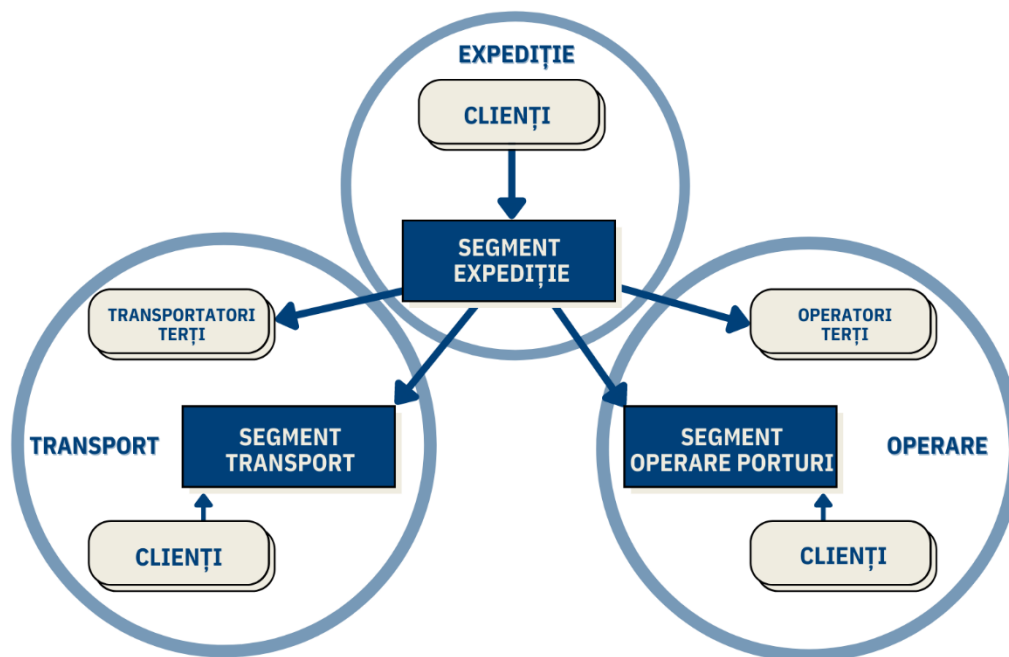 EXPEDIȚIE
CLIENȚI
SEGMENT
EXPEDIȚIE
TRANSPORTATORI
TERȚI
OPERATORI
TERȚI
TRANSPORT
SEGMENT
TRANSPORT
SEGMENT
OPERARE PORTURI
OPERARE
CLIENȚI
CLIENȚI